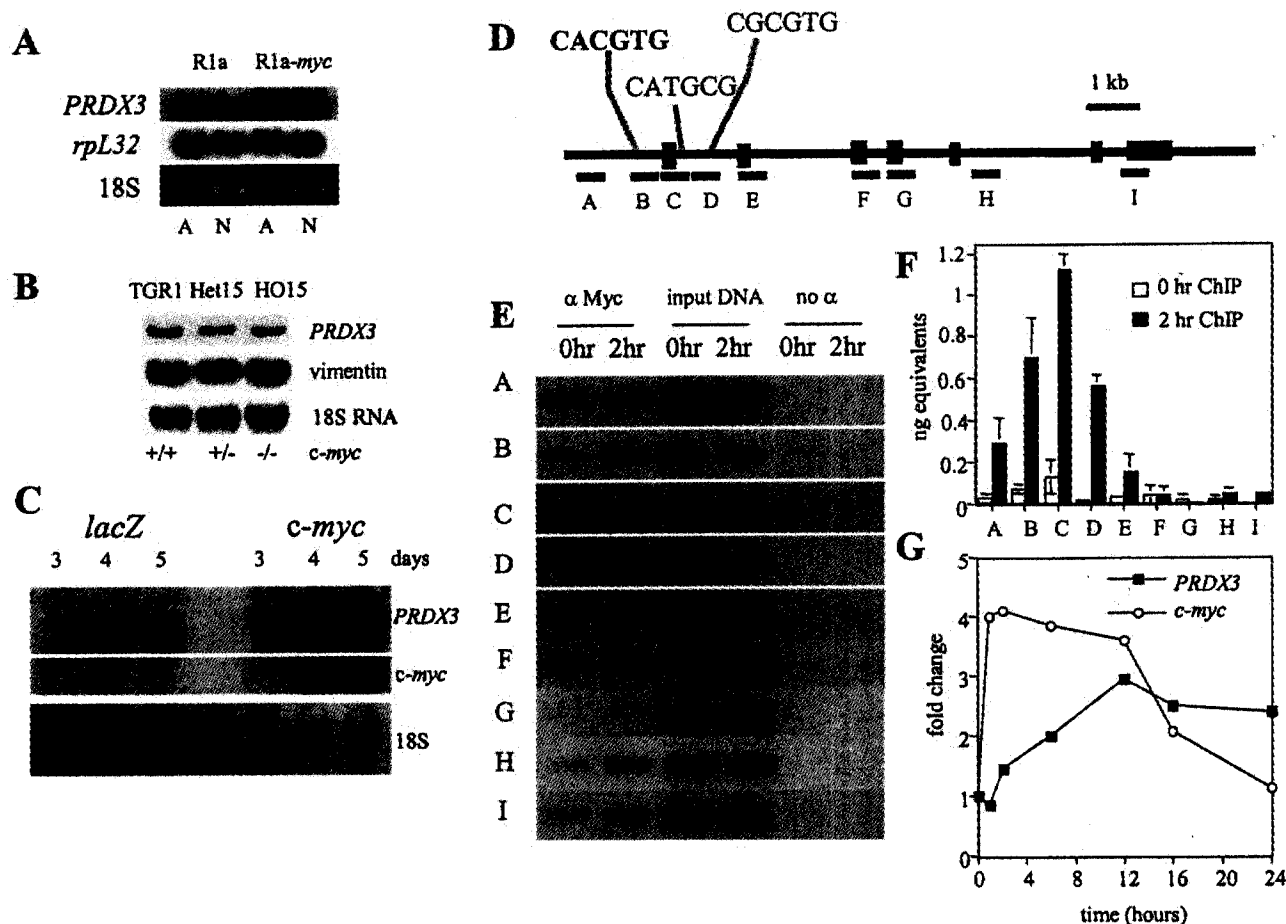 A
R1a R1a-myc
PRDX3
rpL32
18S
A N A N
B
TGR1 Het15 HO15
PRDX3
vimentin
18S RNA
+/+ +/- -/- c-myc
C
lacZ c-myc
3 4 5 3 4 5 days
PRDX3
c-myc
18S
D
CACGTG
CATGCG
CGCGTG
1 kb
A B C D E F G H I
E
α Myc input DNA no α
0hr 2hr 0hr 2hr 0hr 2hr
A
B
C
D
E
F
G
H
I
F
ng equivalents
1.2
1
0.8
0.6
0.4
0.2
0
0 hr ChIP
2 hr ChIP
A B C D E F G H I
G
fold change
5
4
3
2
1
0
PRDX3
c-myc
0 4 8 12 16 20 24
time (hours)